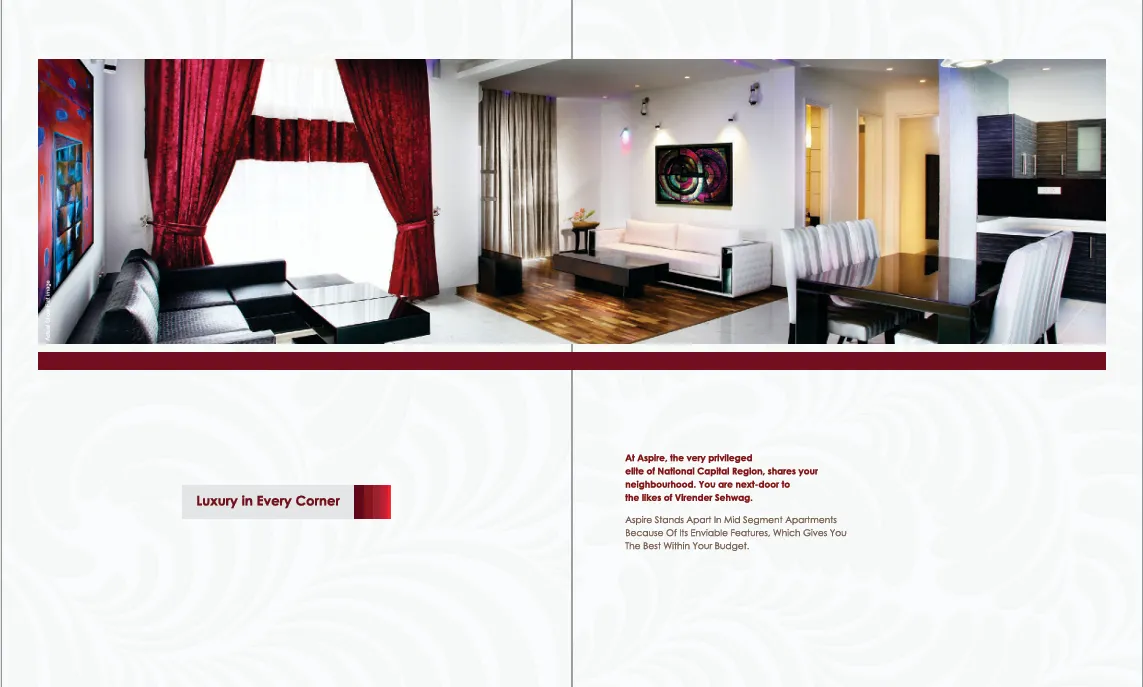 Luxury in Every Corner
At Aspire, the very privileged
elite of National Capital Region, shares your
neighbourhood. You are next-door to
the likes of Virender Sehwag.
Aspire Stands Apart In Mid Segment Apartments
Because Of Its Enviable Features, Which Gives You
The Best Within Your Budget.